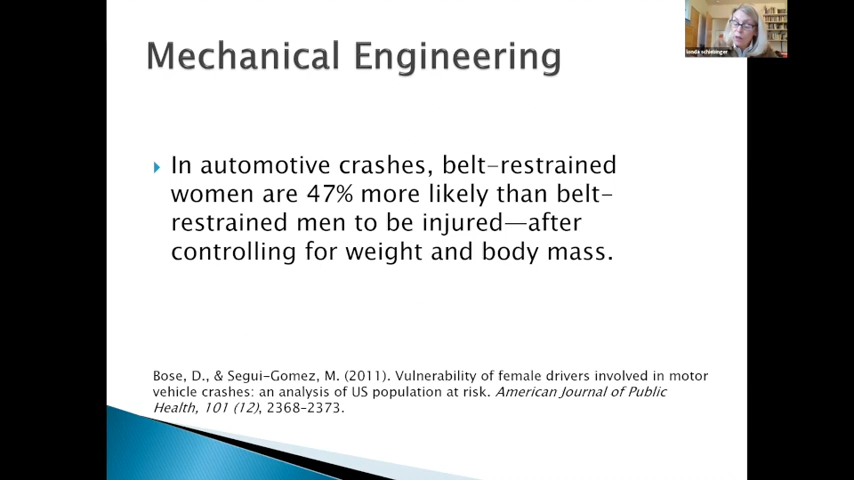 Mechanical Engineering
londa schiebinger
In automotive crashes, belt-restrained
women are 47% more likely than belt-
restrained men to be injured—after
controlling for weight and body mass.
Bose, D., & Segui-Gomez, M. (2011). Vulnerability of female drivers involved in motor
vehicle crashes: an analysis of US population at risk. American Journal of Public
Health, 101 (12), 2368-2373.